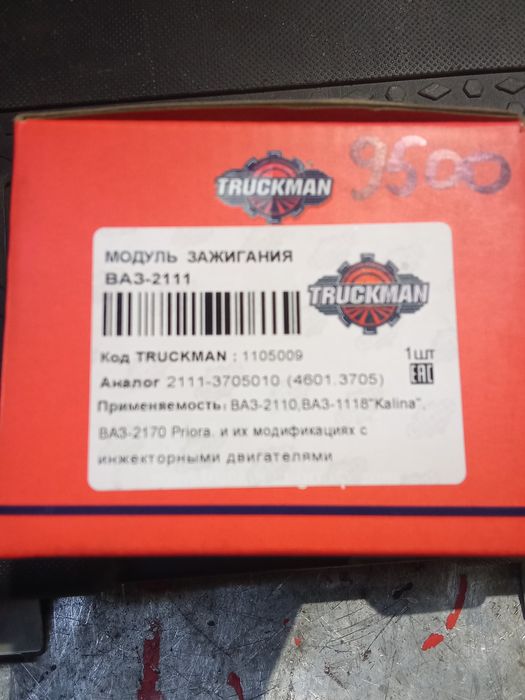 TRUCKMAN
9500
МОДУЛЬ ЗАЖИГАНИЯ
ВАЗ-2111
TRUCKMAN
Код TRUCKMAN : 1105009
1шт
Аналог 2111-3705010 (4601.3705)
EAC
Применяемость: ВАЗ-2110,ВАЗ-1118"Kalina",
ВАЗ-2170 Priora. и их модификациях с
инжекторными двигателями